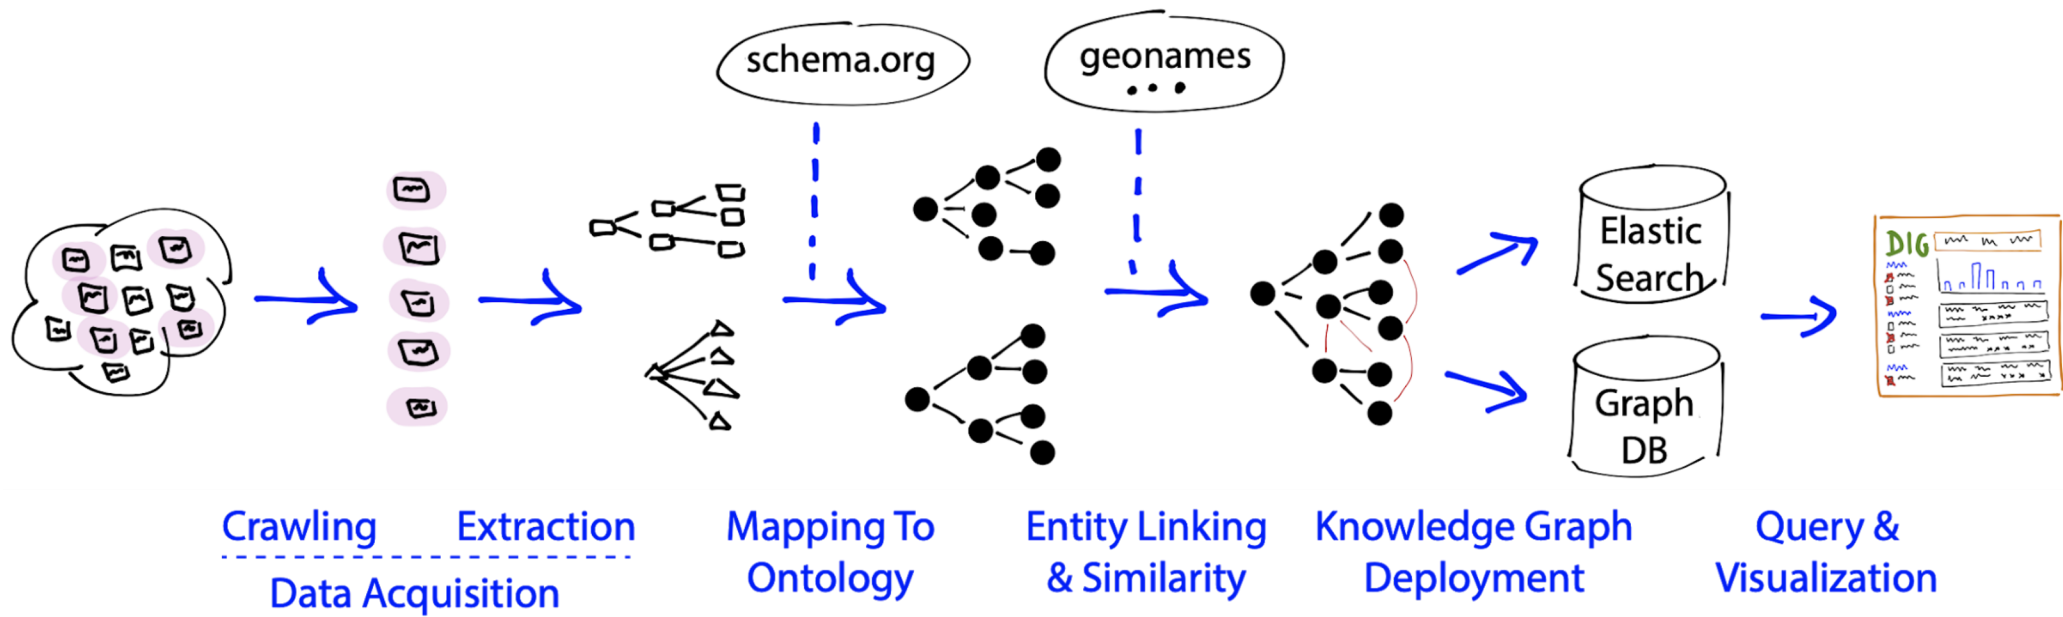 schema.org
geonames
Elastic
Search
Graph
DB
DIG
Crawling
Extraction
Data Acquisition
Mapping To
Ontology
Entity Linking
& Similarity
Knowledge Graph
Deployment
Query &
Visualization